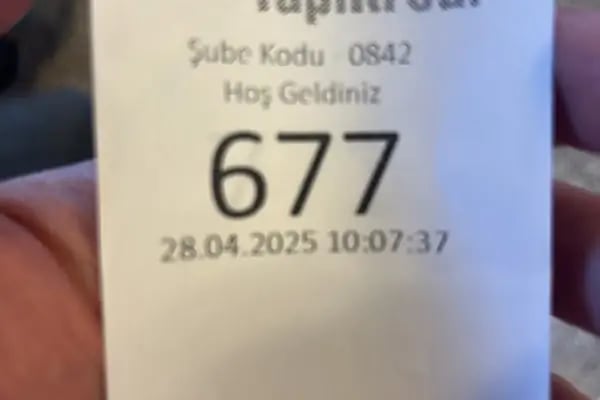 Şube Kodu 0842
Hoş Geldiniz
677
28.04.2025 10:07:37